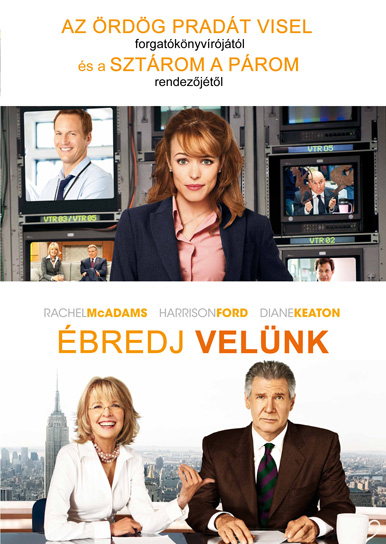 AZ ÖRDÖG PRADÁT VISEL
forgatókönyvírójától
és a SZTÁROM A PÁROM
rendezőjétől
VTR 05
VTR 03 / VTR 05
VTR 02
RACHELMcADAMS HARRISONFORD DIANEKEATON
ÉBREDJ VELÜNK